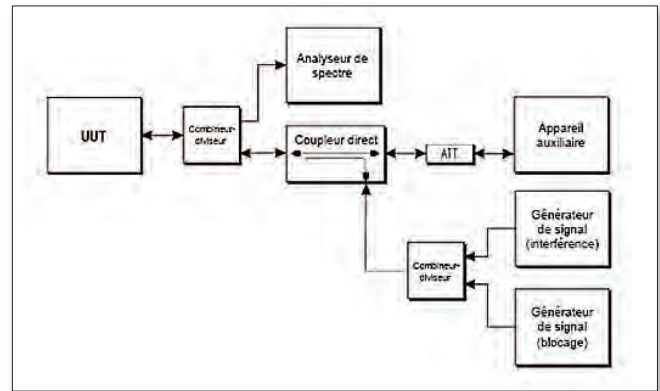 Analyseur de
spectre
UUT
Combineur-
diviseur
Coupleur direct
ATT.
Appareil
auxiliaire
Générateur
de signal
(interférence)
Combineur-
diviseur
Générateur
de signal
(blocage)